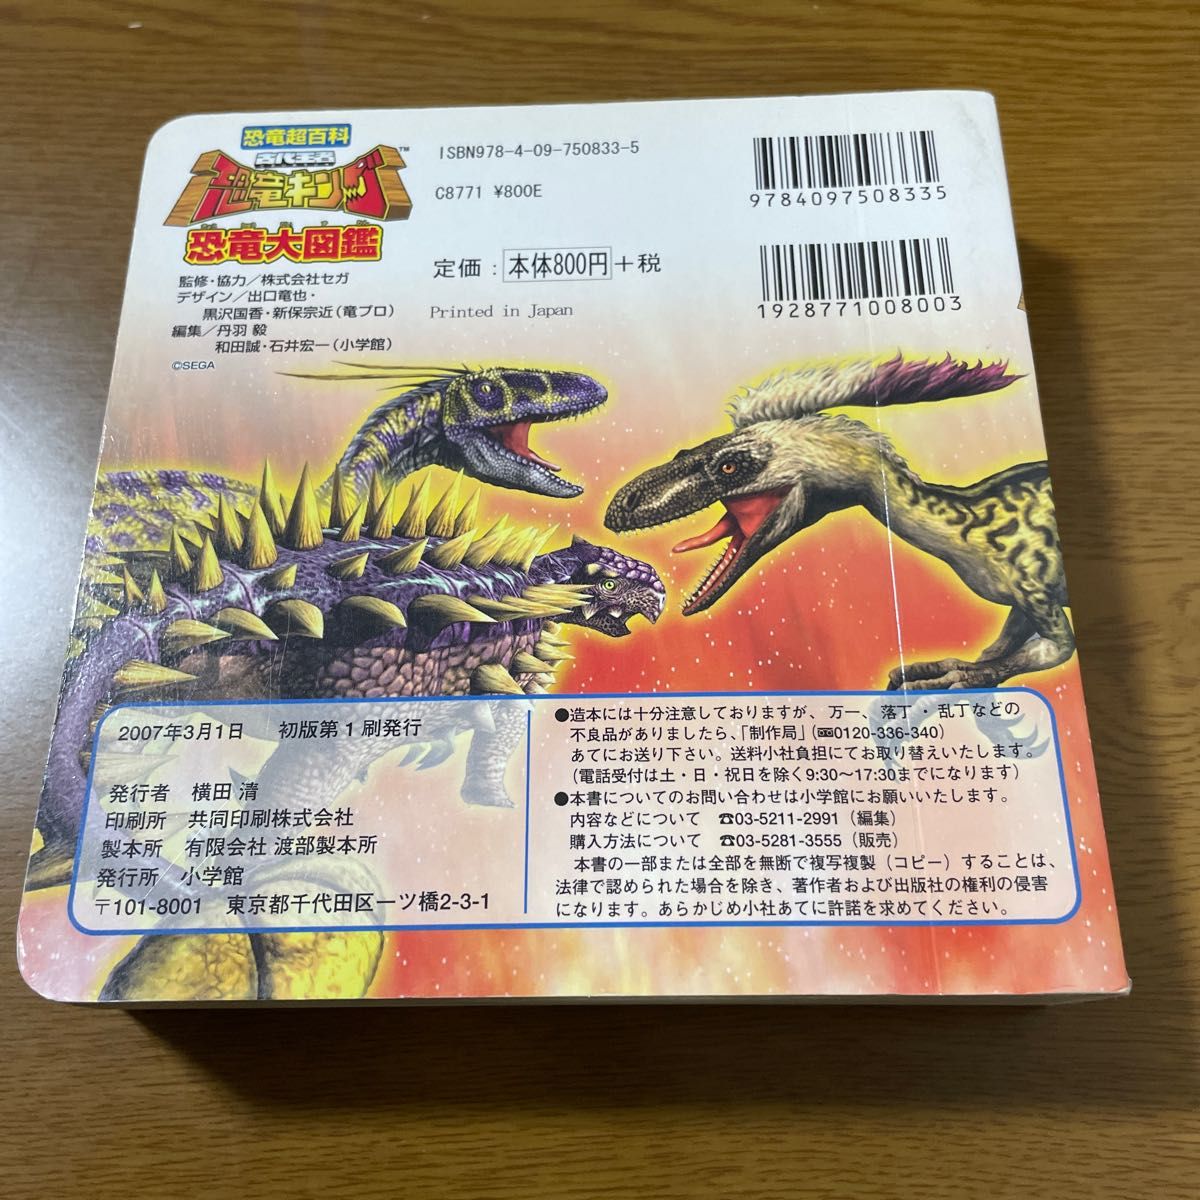 恐竜超百科
古代王者
恐竜キング™
きょうりゅうだいずかん
恐竜大図鑑
監修・協力／株式会社セガ
デザイン／出口竜也・
黒沢国香・新保宗近（竜プロ）
編集／丹羽 毅
和田誠・石井宏一（小学館）
©SEGA
ISBN978-4-09-750833-5
C8771 ¥800E
定価：本体800円＋税
Printed in Japan
9784097508335
1928771008003
2007年3月1日　初版第1刷発行
発行者　横田 清
印刷所　共同印刷株式会社
製本所　有限会社 渡部製本所
発行所　小学館
〒101-8001　東京都千代田区一ツ橋2-3-1
●造本には十分注意しておりますが、万一、落丁・乱丁などの
不良品がありましたら、「制作局」（0120-336-340）
あてにお送り下さい。送料小社負担にてお取り替えいたします。
（電話受付は土・日・祝日を除く9:30〜17:30までになります）
●本書についてのお問い合わせは小学館にお願いいたします。
内容などについて　☎03-5211-2991（編集）
購入方法について　☎03-5281-3555（販売）
本書の一部または全部を無断で複写複製（コピー）することは、
法律で認められた場合を除き、著作者および出版社の権利の侵害
になります。あらかじめ小社あてに許諾を求めてください。